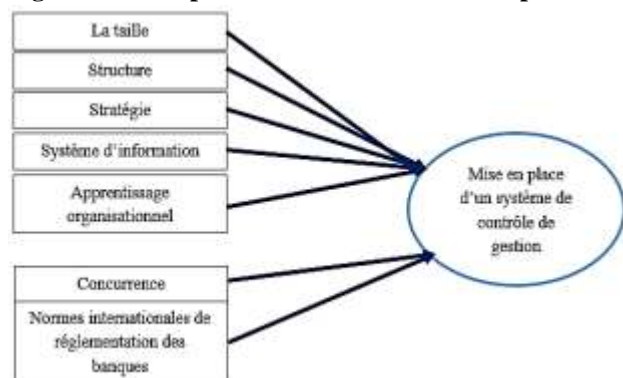 La taille
Structure
Stratégie
Système d'information
Apprentissage
organisationnel
Concurrence
Normes internationales de
réglementation des
banques
Mise en place
d'un système de
contrôle de
gestion